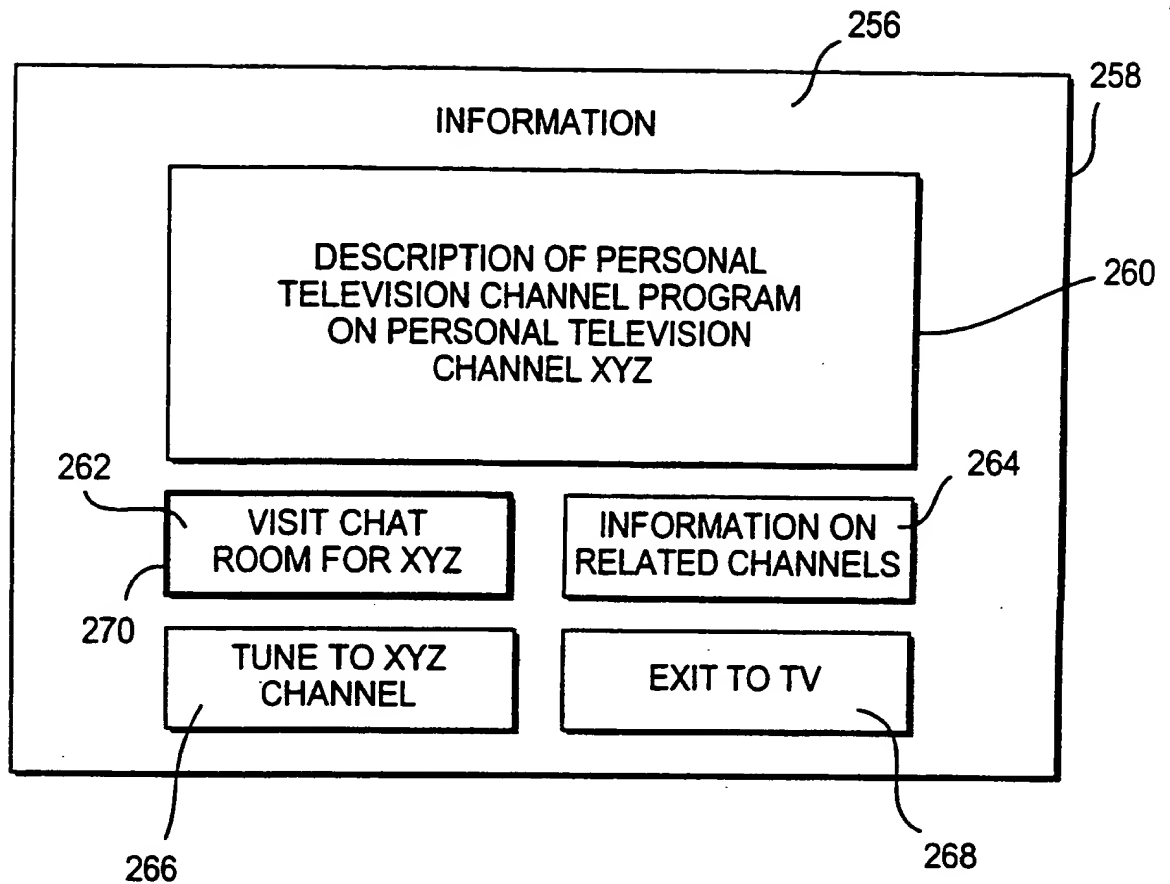 256
258
INFORMATION
DESCRIPTION OF PERSONAL
TELEVISION CHANNEL PROGRAM
ON PERSONAL TELEVISION
CHANNEL XYZ
260
262
264
VISIT CHAT
ROOM FOR XYZ
INFORMATION ON
RELATED CHANNELS
270
TUNE TO XYZ
CHANNEL
EXIT TO TV
266
268